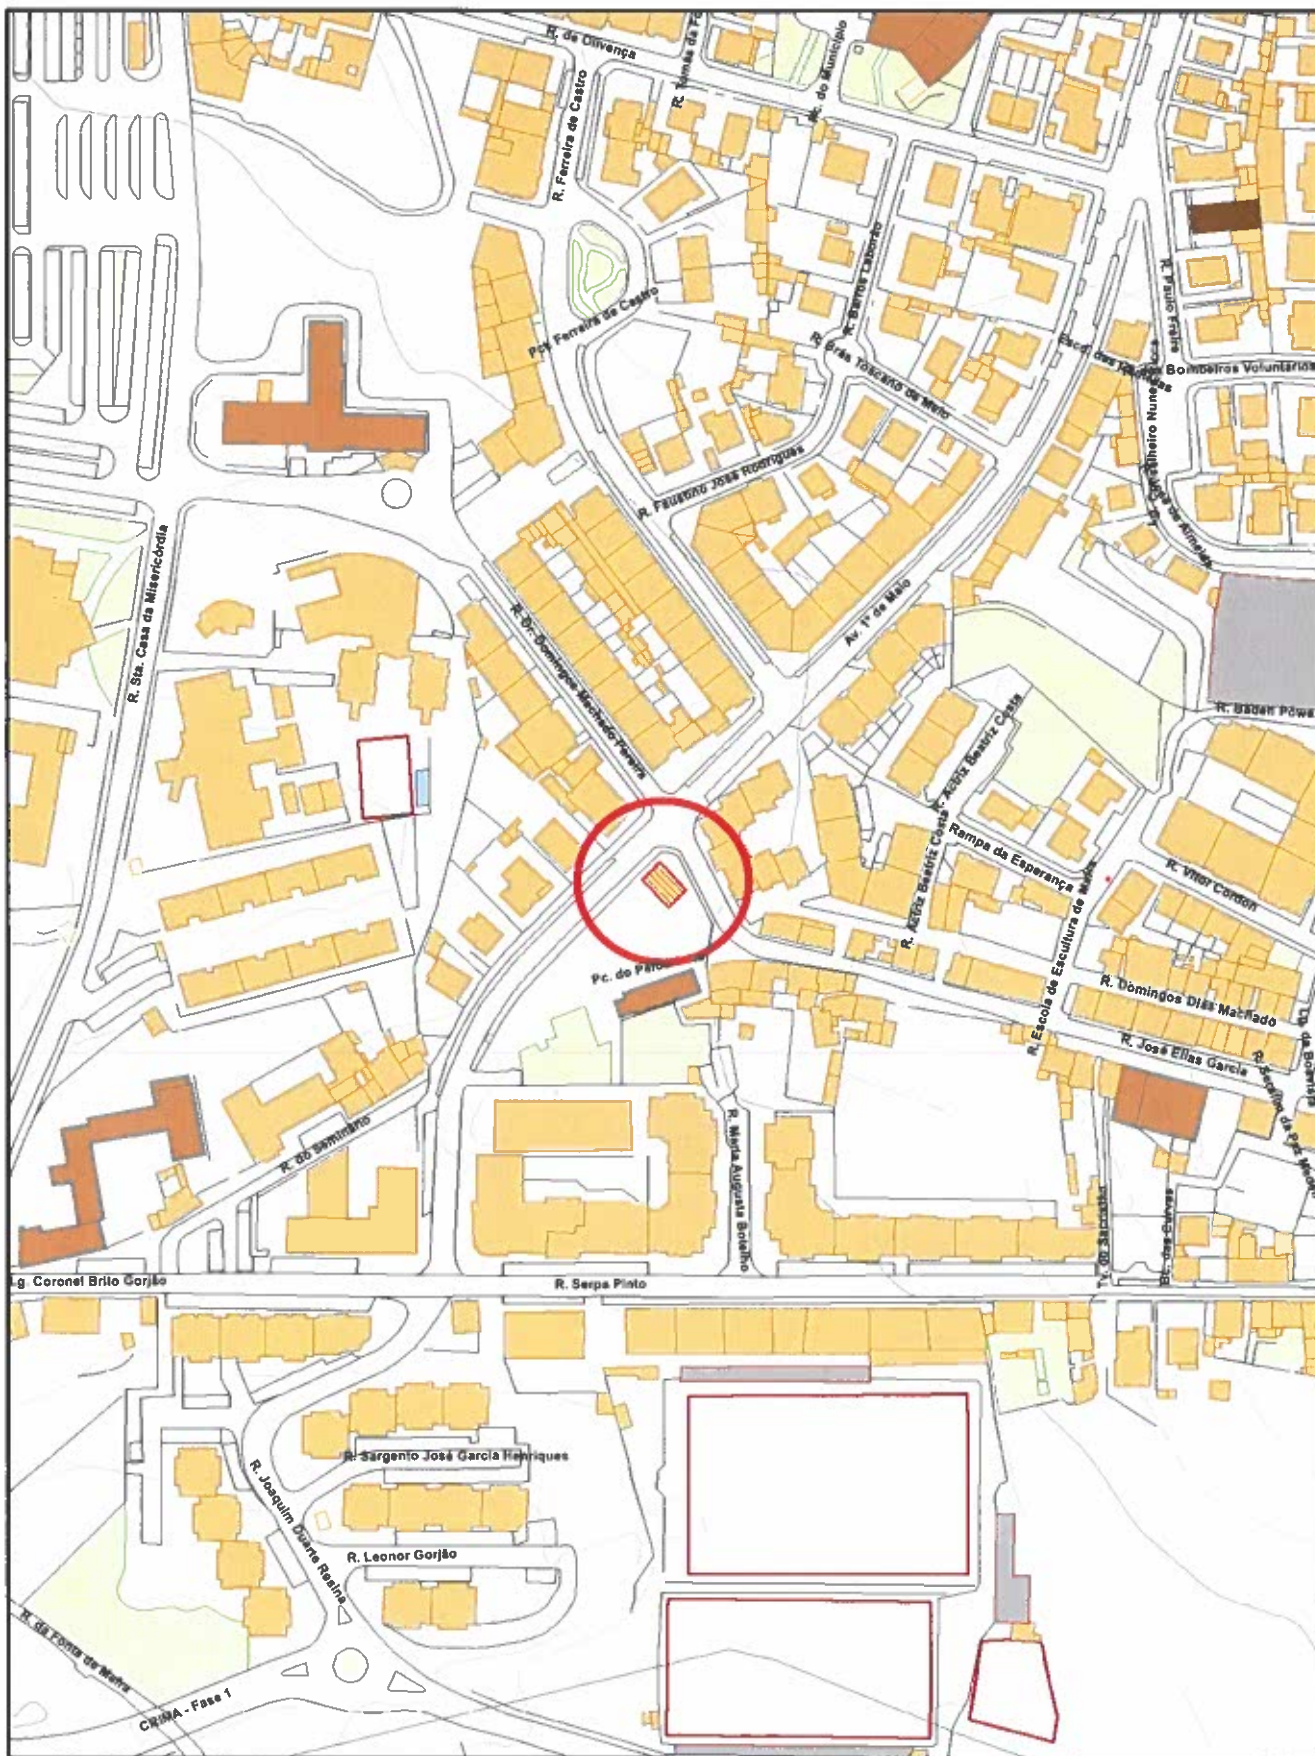 R. de Olivença
R. Ferreira de Castro
Pct. Ferreira de Castro
R. Barros Laborão
R. Brás Toscano de Melo
R. Paulo Freire
Bombeiros Voluntários
R. Faustino José Rodrigues
R. Sta. Casa da Misericórdia
R. Dr. Domingos Machado Pereira
Av. 1º de Maio
R. Actriz Beatriz Costa
Rampa da Esperança
R. Actriz Beatriz Costa
R. Vitor Cordon
R. Escola de Escultura de Mafra
R. Domingos Dias Machado
R. José Elias Garcia
R. do Seminário
R. Maria Augusta Botelho
Lg. Coronel Brito Gorjão
R. Serpa Pinto
R. Sargento José Garcia Henriques
R. Joaquim Duarte Resina
R. Leonor Gorjão
R. da Fonte de Mafra
CRIMA - Fase 1